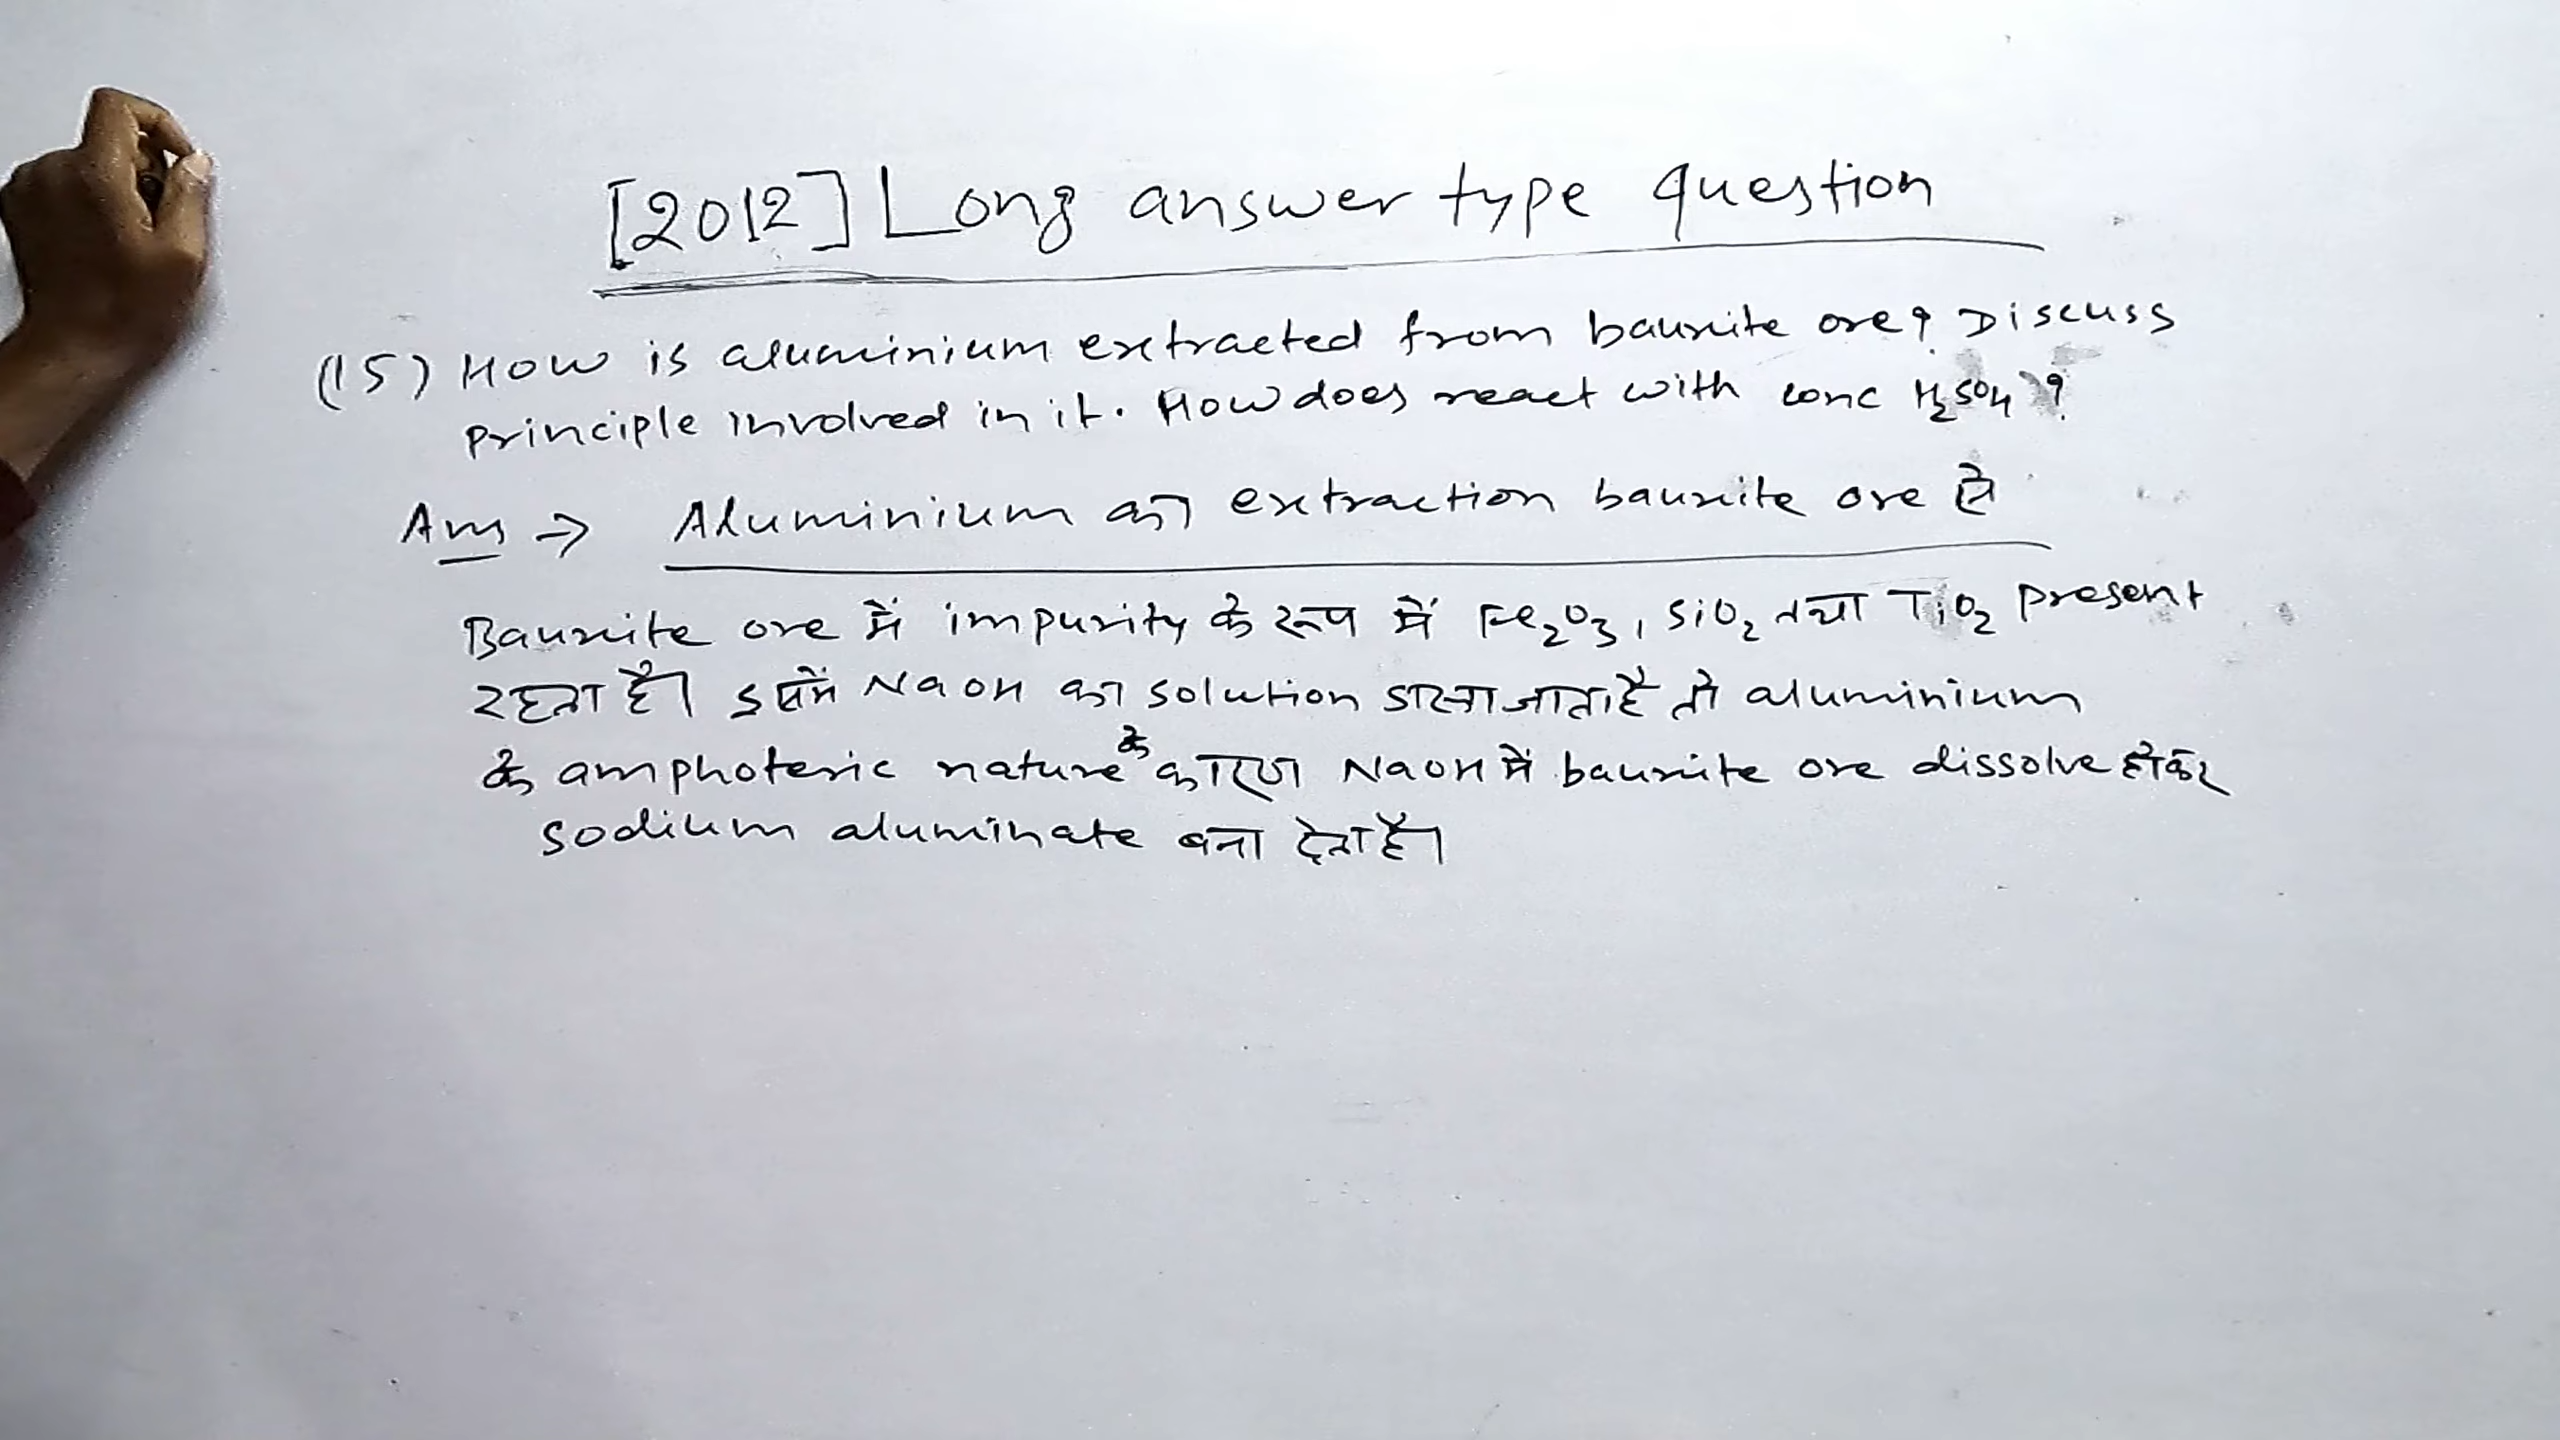 [2012] Long answer type question
(15) How is aluminium extracted from bauxite ore? Discuss
principle involved in it. How does react with conc H₂SO₄?
Ans → Aluminium का extraction bauxite ore से
Bauxite ore में impurity के रूप में Fe₂O₃, SiO₂ तथा TiO₂ present
रहता है। इसमें NaOH का solution डाला जाता है तो aluminium
के amphoteric nature के कारण NaOH में bauxite ore dissolve होकर
sodium aluminate बना देता है।